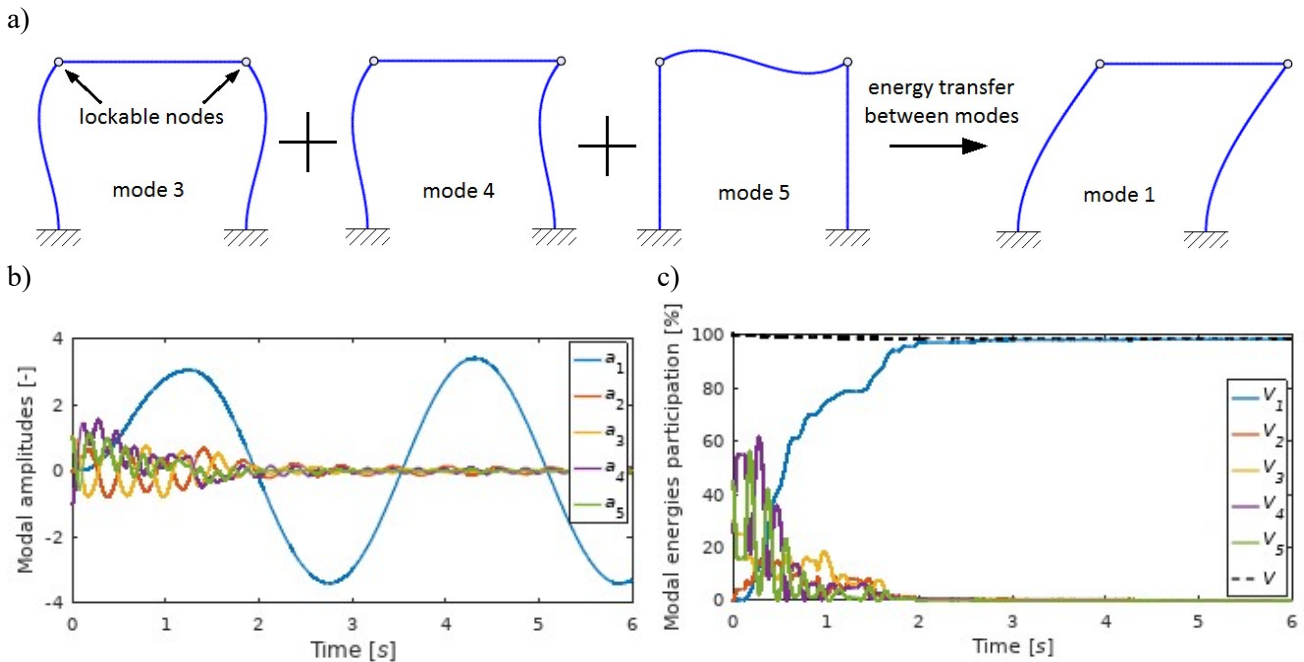 a)
lockable nodes
mode 3
mode 4
mode 5
energy transfer
between modes
mode 1
b)
Modal amplitudes [-]
4
2
0
-2
-4
0 1 2 3 4 5 6
Time [s]
a1
a2
a3
a4
a5
c)
Modal energies participation [%]
100
80
60
40
20
0
0 1 2 3 4 5 6
Time [s]
V1
V2
V3
V4
V5
V